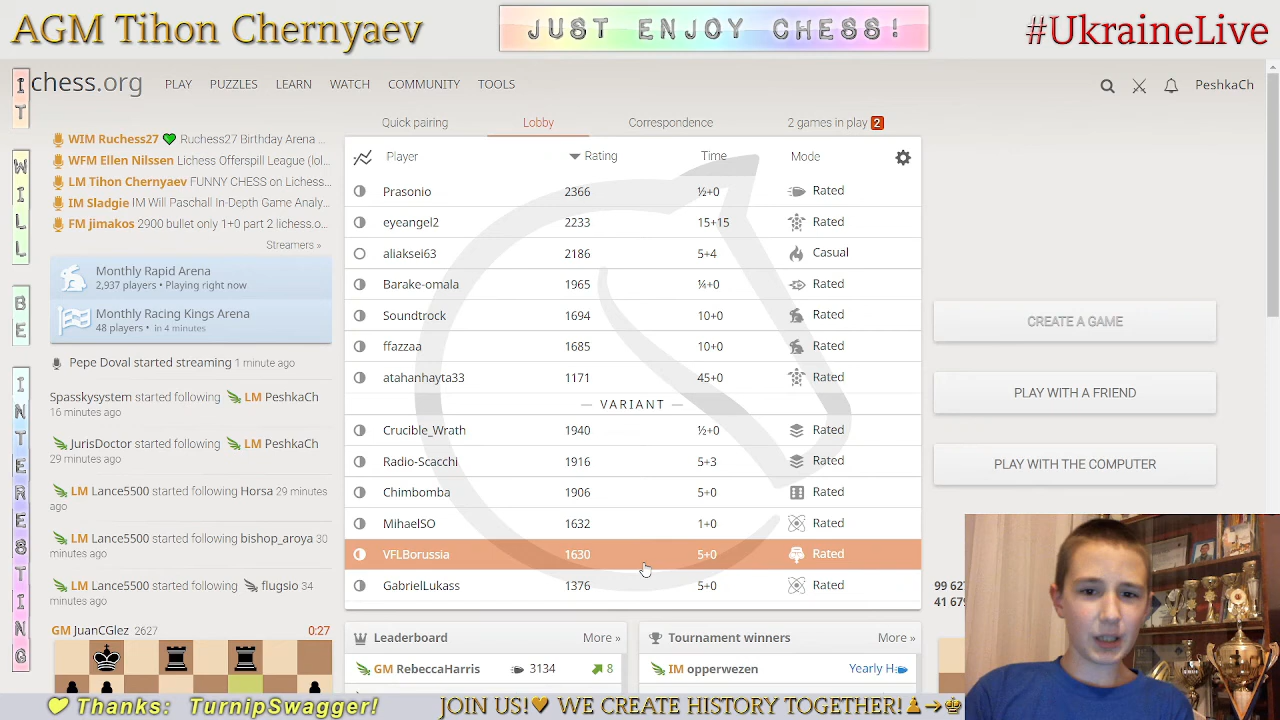 AGM Tihon Chernyaev
JUST ENJOY CHESS!
#UkraineLive
IT WILL BE INTERESTING
chess.org
PLAY PUZZLES LEARN WATCH COMMUNITY TOOLS
PeshkaCh
WIM Ruchess27 💚 Ruchess27 Birthday Arena ...
WFM Ellen Nilssen Lichess Offerspill League (lol...
LM Tihon Chernyaev FUNNY CHESS on Lichess...
IM Sladgie IM Will Paschall In-Depth Game Analy...
FM jimakos 2900 bullet only 1+0 part 2 lichess.o...
Streamers »
Monthly Rapid Arena
2,937 players • Playing right now
Monthly Racing Kings Arena
48 players • in 4 minutes
Pepe Doval started streaming 1 minute ago
Spasskysystem started following LM PeshkaCh
16 minutes ago
JurisDoctor started following LM PeshkaCh
29 minutes ago
LM Lance5500 started following Horsa 29 minutes
ago
LM Lance5500 started following bishop_aroya 30
minutes ago
LM Lance5500 started following flugsio 34
minutes ago
GM JuanCGlez 2627 0:27
Quick pairing Lobby Correspondence 2 games in play 2
Player Rating Time Mode
Prasonio 2366 ½+0 Rated
eyeangel2 2233 15+15 Rated
aliaksei63 2186 5+4 Casual
Barake-omala 1965 ¼+0 Rated
Soundtrock 1694 10+0 Rated
ffazzaa 1685 10+0 Rated
atahanhayta33 1171 45+0 Rated
— VARIANT —
Crucible_Wrath 1940 ½+0 Rated
Radio-Scacchi 1916 5+3 Rated
Chimbomba 1906 5+0 Rated
MihaelSO 1632 1+0 Rated
VFLBorussia 1630 5+0 Rated
GabrielLukass 1376 5+0 Rated
Leaderboard More »
GM RebeccaHarris 3134 8
Tournament winners More »
IM opperwezen Yearly H
CREATE A GAME
PLAY WITH A FRIEND
PLAY WITH THE COMPUTER
99 62
41 679
Thanks: TurnipSwagger!
JOIN US!♥ WE CREATE HISTORY TOGETHER!♟→♚